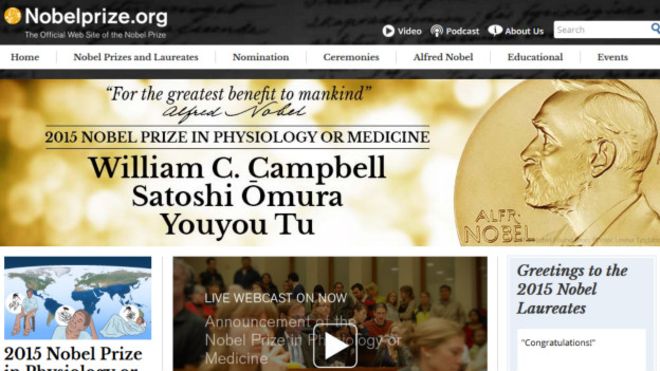 Nobelprize.org
The Official Web Site of the Nobel Prize
Video Podcast About Us Search
Home Nobel Prizes and Laureates Nomination Ceremonies Alfred Nobel Educational Events
"For the greatest benefit to mankind"
Alfred Nobel
2015 NOBEL PRIZE IN PHYSIOLOGY OR MEDICINE
William C. Campbell
Satoshi Ōmura
Youyou Tu
ALFR.
NOBEL
2015 Nobel Prize
in Physiology or
LIVE WEBCAST ON NOW
Announcement of the
Nobel Prize in Physiology or
Medicine
Greetings to the
2015 Nobel
Laureates
"Congratulations!"